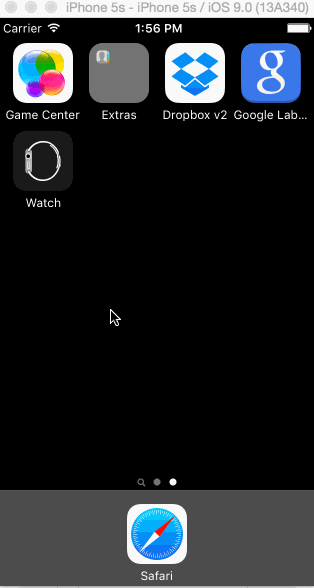 iPhone 5s - iPhone 5s / iOS 9.0 (13A340)
Carrier 1:56 PM
Game Center Extras Dropbox v2 Google Lab...
Watch
Safari